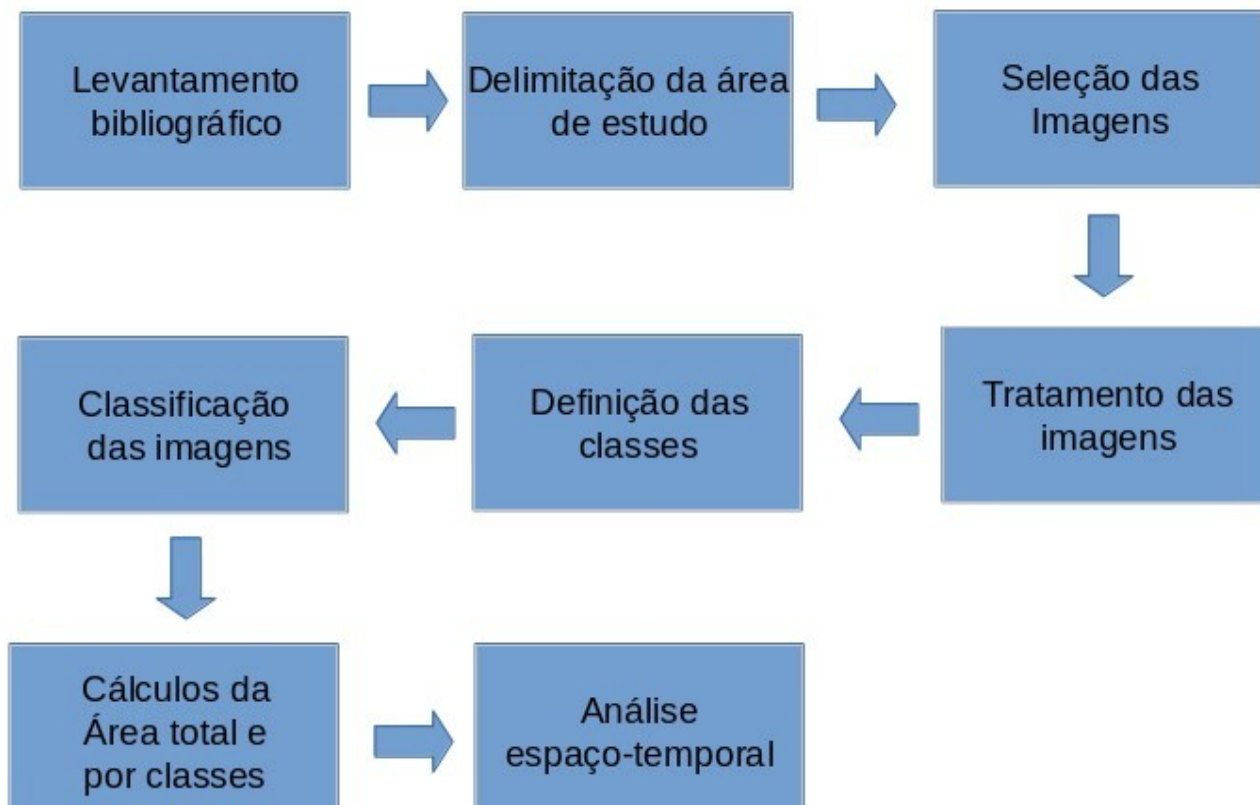 Levantamento
bibliográfico
Delimitação da área
de estudo
Seleção das
Imagens
Tratamento das
imagens
Definição das
classes
Classificação
das imagens
Cálculos da
Área total e
por classes
Análise
espaço-temporal